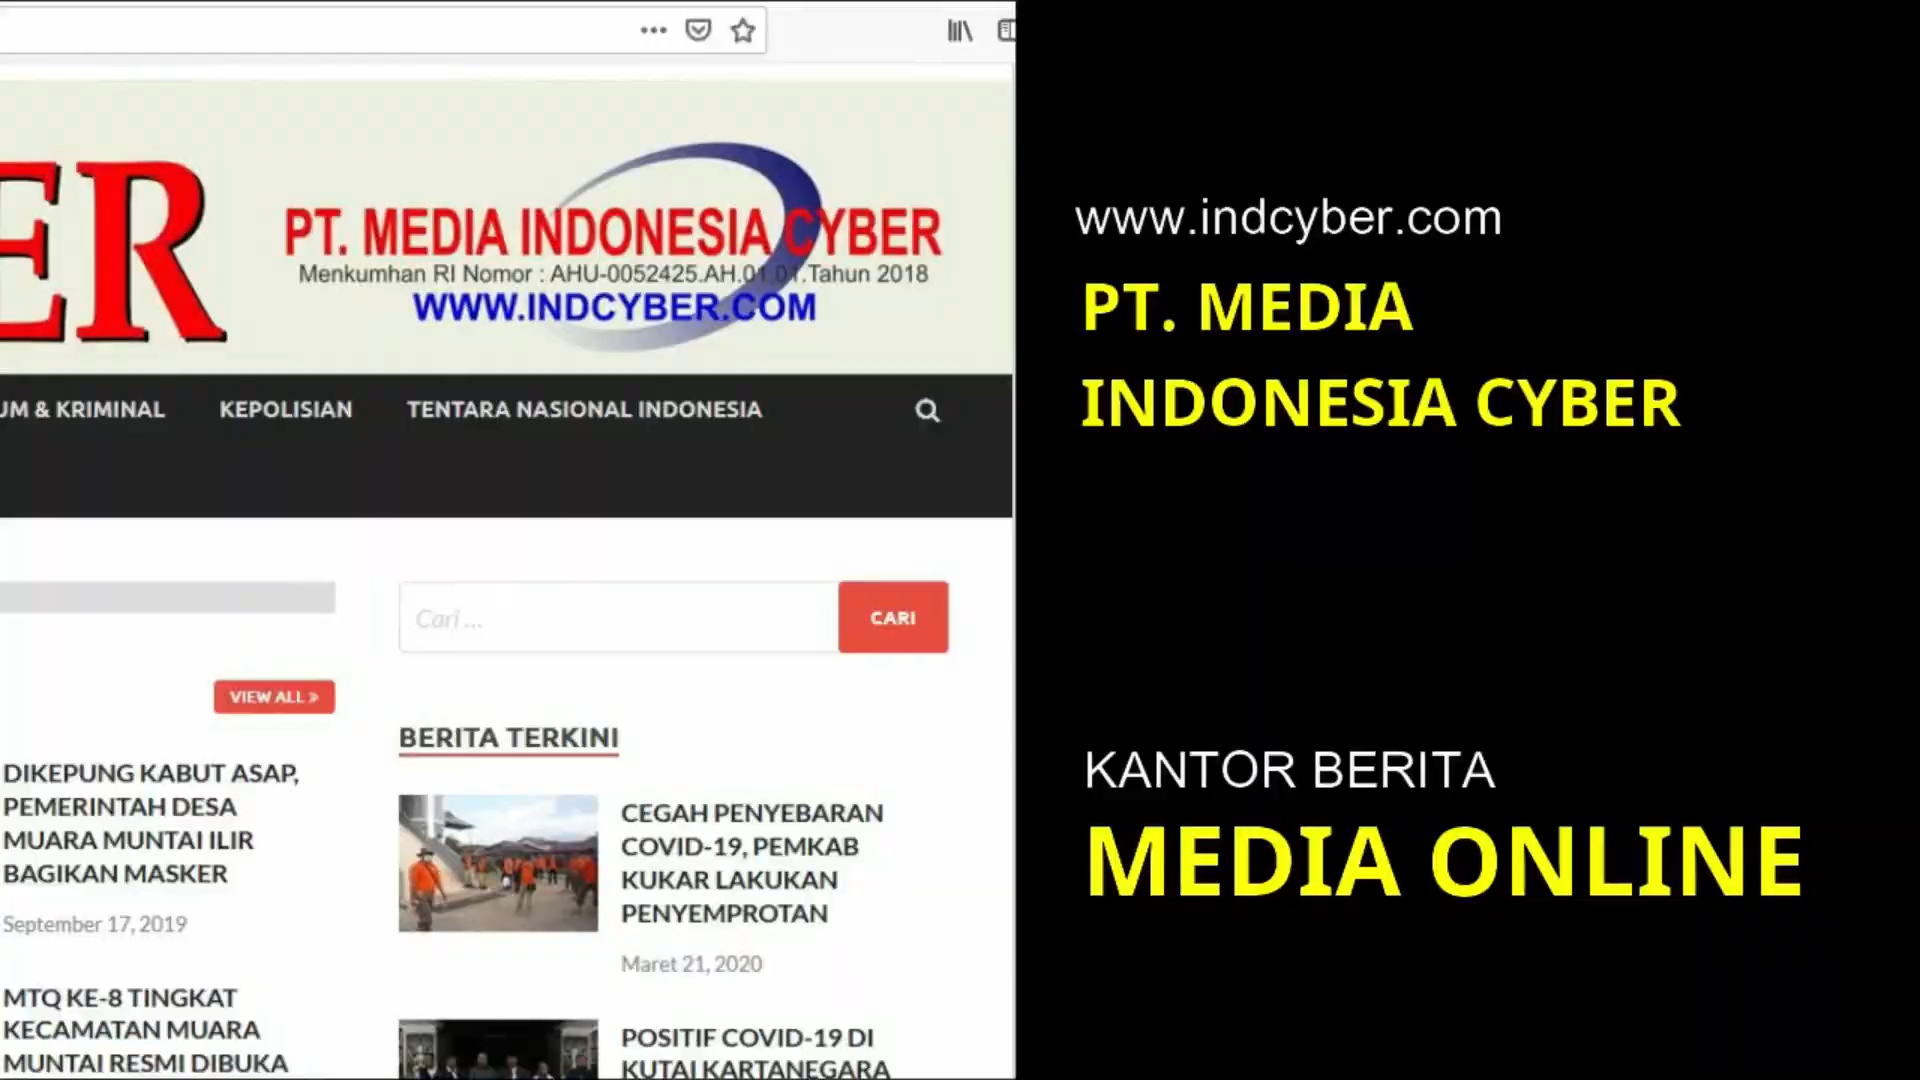 ER
PT. MEDIA INDONESIA CYBER
Menkumhan RI Nomor : AHU-0052425.AH.01.01.Tahun 2018
WWW.INDCYBER.COM
UM & KRIMINAL KEPOLISIAN TENTARA NASIONAL INDONESIA
Cari ... CARI
VIEW ALL »
DIKEPUNG KABUT ASAP,
PEMERINTAH DESA
MUARA MUNTAI ILIR
BAGIKAN MASKER
September 17, 2019
MTQ KE-8 TINGKAT
KECAMATAN MUARA
MUNTAI RESMI DIBUKA
BERITA TERKINI
CEGAH PENYEBARAN
COVID-19, PEMKAB
KUKAR LAKUKAN
PENYEMPROTAN
Maret 21, 2020
POSITIF COVID-19 DI
KUTAI KARTANEGARA
www.indcyber.com
PT. MEDIA
INDONESIA CYBER
KANTOR BERITA
MEDIA ONLINE